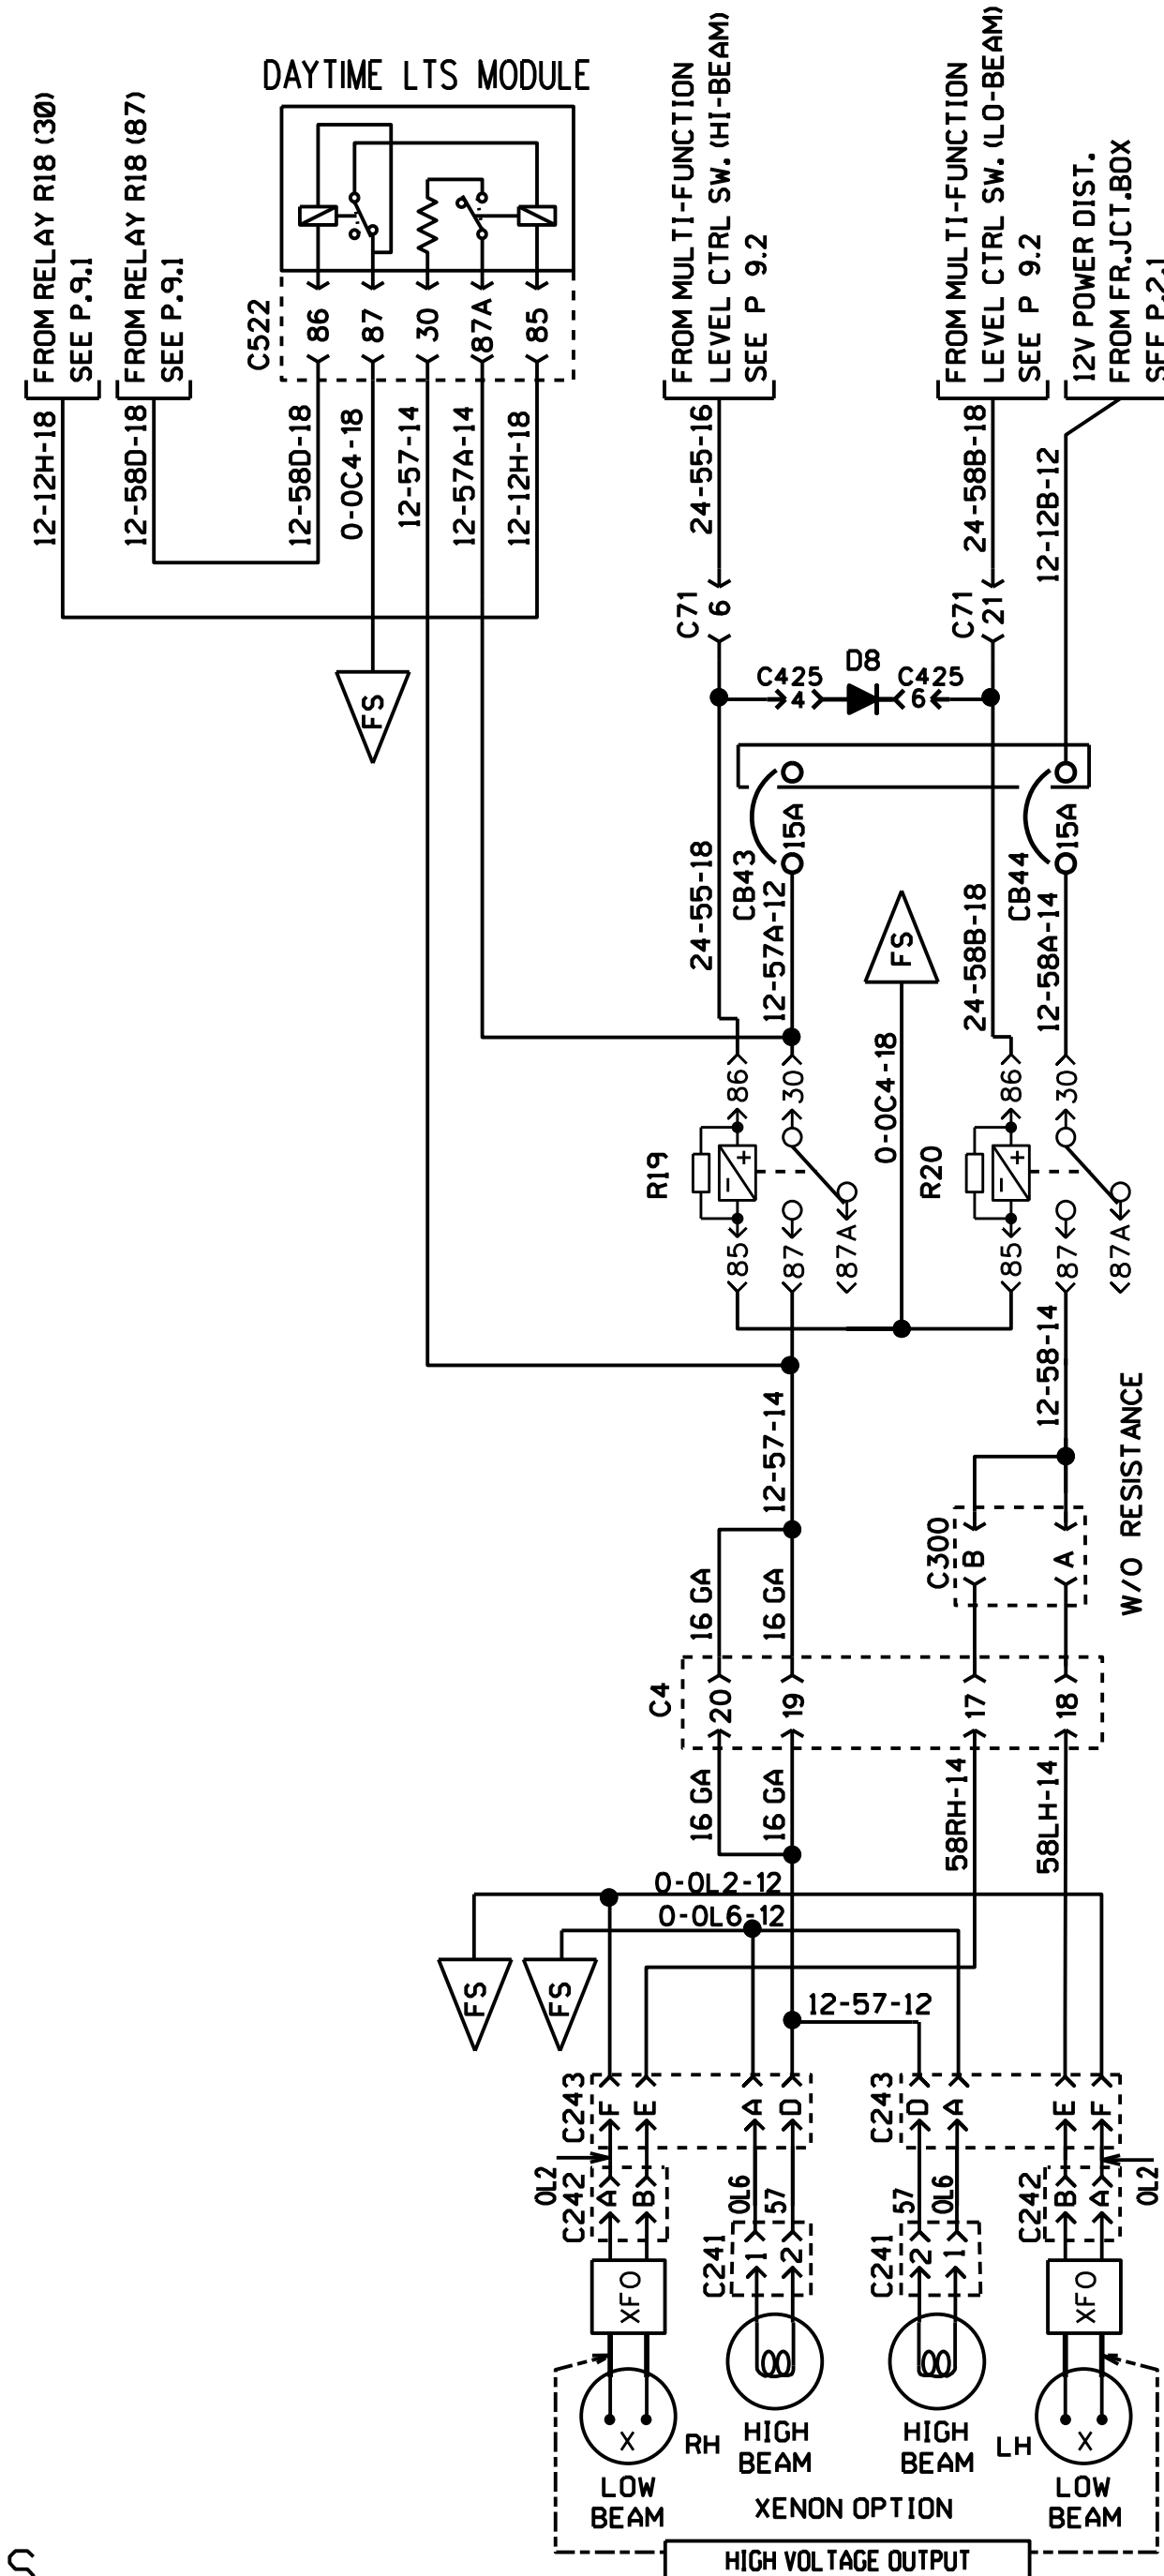 DAYTIME LTS MODULE
FROM RELAY R18 (30)
SEE P.9.1
FROM RELAY R18 (87)
SEE P.9.1
C522
86
87
30
87A
85
FROM MULTI-FUNCTION
LEVEL CTRL SW. (HI-BEAM)
SEE P 9.2
FROM MULTI-FUNCTION
LEVEL CTRL SW. (LO-BEAM)
SEE P 9.2
12V POWER DIST.
FROM FR.JCT.BOX
SEE P.2.1
12-12H-18
12-58D-18
12-58D-18
0-0C4-18
12-57-14
12-57A-14
12-12H-18
24-55-16
24-58B-18
12-12B-12
C71
6
C71
21
FS
C425
4
D8
C425
6
24-55-18
CB43
15A
12-57A-12
FS
24-58B-18
CB44
15A
12-58A-14
0-0C4-18
R19
86
30
85
87
87A
R20
86
30
85
87
87A
12-57-14
12-58-14
W/O RESISTANCE
C300
B
A
16 GA
16 GA
C4
20
19
17
18
16 GA
16 GA
58RH-14
58LH-14
0-0L2-12
0-0L6-12
FS
FS
12-57-12
C243
F
E
A
D
C243
D
A
E
F
0L2
C242
A
B
0L6
57
57
0L6
C242
B
A
0L2
C241
1
2
C241
2
1
XFO
XFO
X
RH
HIGH
BEAM
HIGH
BEAM
LH
X
LOW
BEAM
LOW
BEAM
XENON OPTION
HIGH VOLTAGE OUTPUT